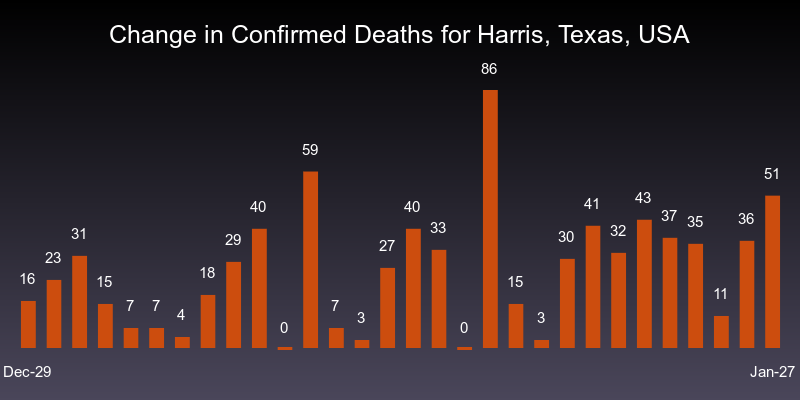 Change in Confirmed Deaths for Harris, Texas, USA
16 23 31 15 7 7 4 18 29 40 0 59 7 3 27 40 33 0 86 15 3 30 41 32 43 37 35 11 36 51
Dec-29 Jan-27